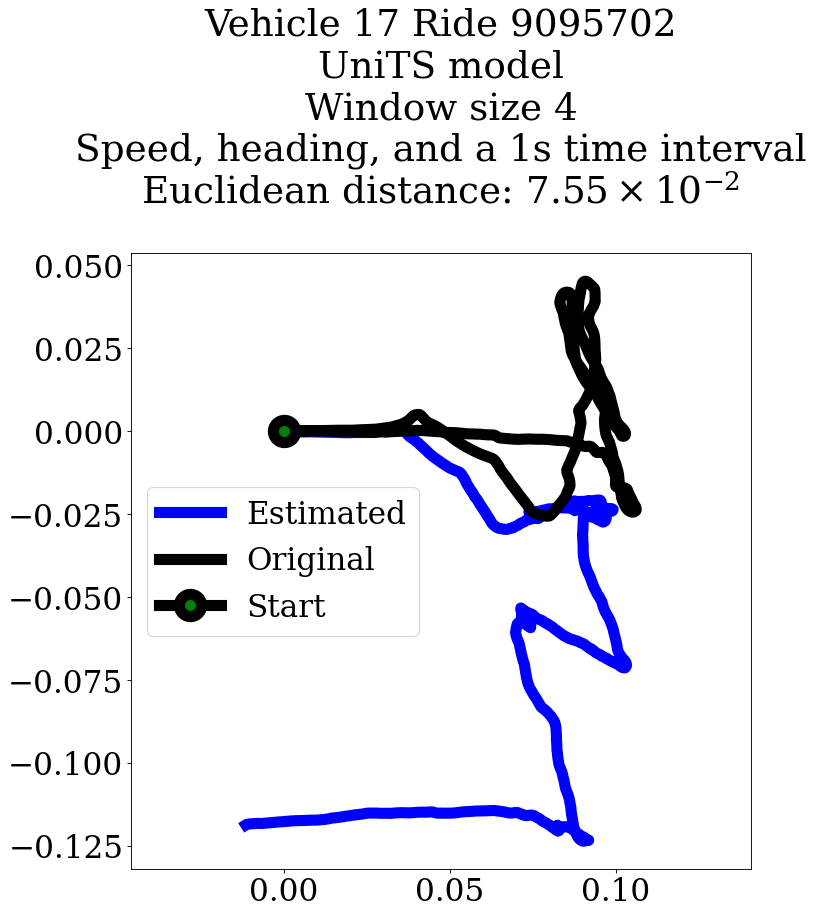 Vehicle 17 Ride 9095702
UniTS model
Window size 4
Speed, heading, and a 1s time interval
Euclidean distance: 7.55 × 10⁻²
0.050
0.025
0.000
−0.025
−0.050
−0.075
−0.100
−0.125
Estimated
Original
Start
0.00 0.05 0.10